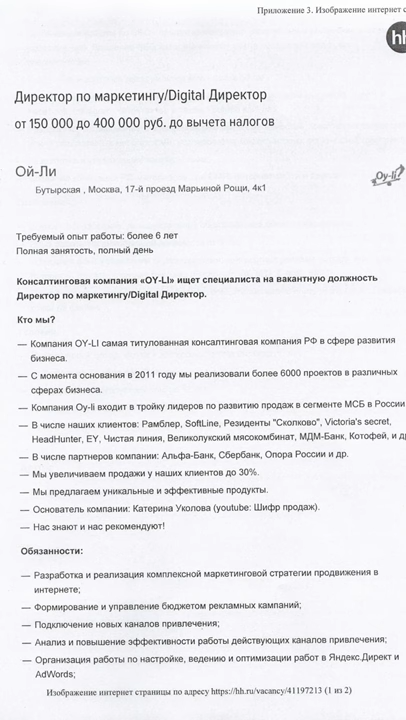 Приложение 3. Изображение интернет с
hh
Директор по маркетингу/Digital Директор
от 150 000 до 400 000 руб. до вычета налогов
Ой-Ли
Oy-li?
Бутырская , Москва, 17-й проезд Марьиной Рощи, 4к1
Требуемый опыт работы: более 6 лет
Полная занятость, полный день
Консалтинговая компания «OY-LI» ищет специалиста на вакантную должность
Директор по маркетингу/Digital Директор.
Кто мы?
— Компания OY-LI самая титулованная консалтинговая компания РФ в сфере развития
бизнеса.
— С момента основания в 2011 году мы реализовали более 6000 проектов в различных
сферах бизнеса.
— Компания Oy-li входит в тройку лидеров по развитию продаж в сегменте МСБ в России
— В числе наших клиентов: Рамблер, SoftLine, Резиденты "Сколково", Victoria's secret,
HeadHunter, EY, Чистая линия, Великолукский мясокомбинат, МДМ-Банк, Котофей, и др
— В числе партнеров компании: Альфа-Банк, Сбербанк, Опора России и др.
— Мы увеличиваем продажи у наших клиентов до 30%.
— Мы предлагаем уникальные и эффективные продукты.
— Основатель компании: Катерина Уколова (youtube: Шифр продаж).
— Нас знают и нас рекомендуют!
Обязанности:
— Разработка и реализация комплексной маркетинговой стратегии продвижения в
интернете;
— Формирование и управление бюджетом рекламных кампаний;
— Подключение новых каналов привлечения;
— Анализ и повышение эффективности работы действующих каналов привлечения;
— Организация работы по настройке, ведению и оптимизации работ в Яндекс.Директ и
AdWords;
Изображение интернет страницы по адресу https://hh.ru/vacancy/41197213 (1 из 2)